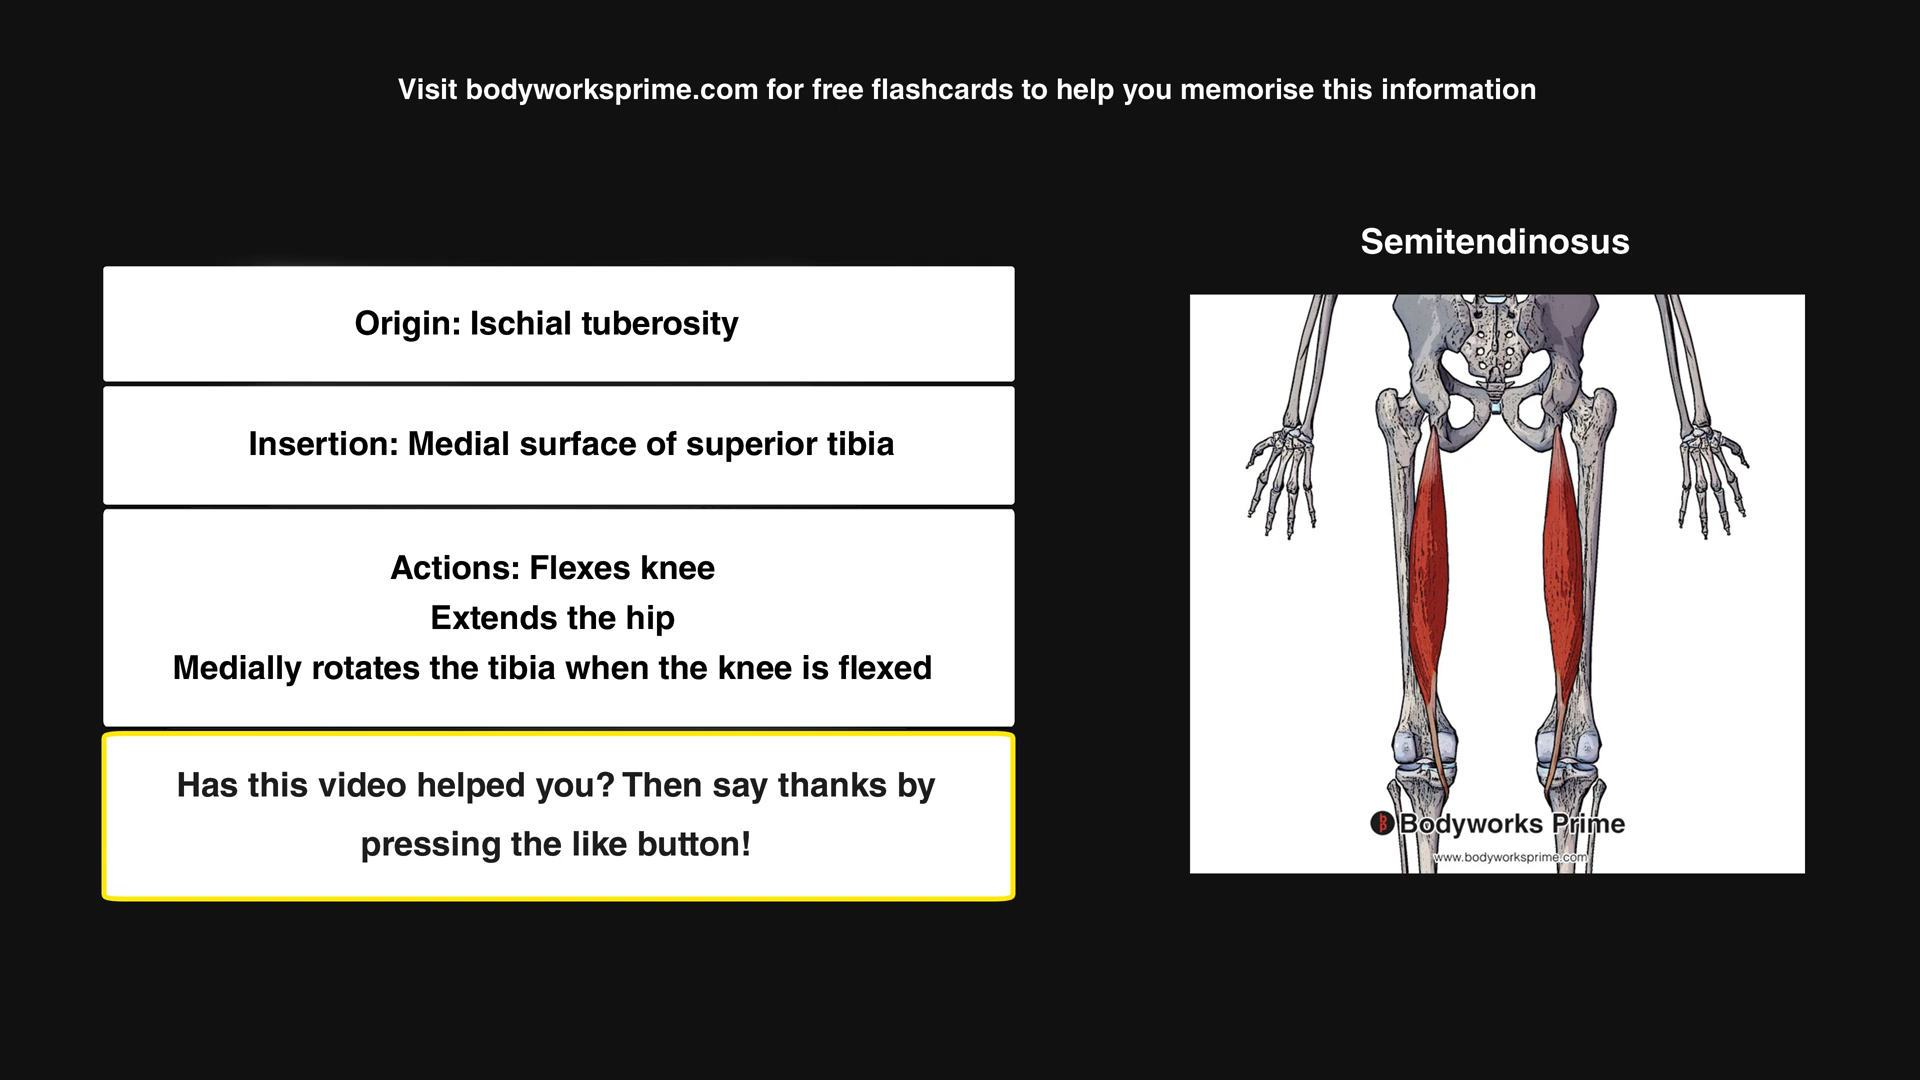 Visit bodyworksprime.com for free flashcards to help you memorise this information
Semitendinosus
Origin: Ischial tuberosity
Insertion: Medial surface of superior tibia
Actions: Flexes knee
Extends the hip
Medially rotates the tibia when the knee is flexed
Has this video helped you? Then say thanks by
pressing the like button!
Bodyworks Prime
www.bodyworksprime.com